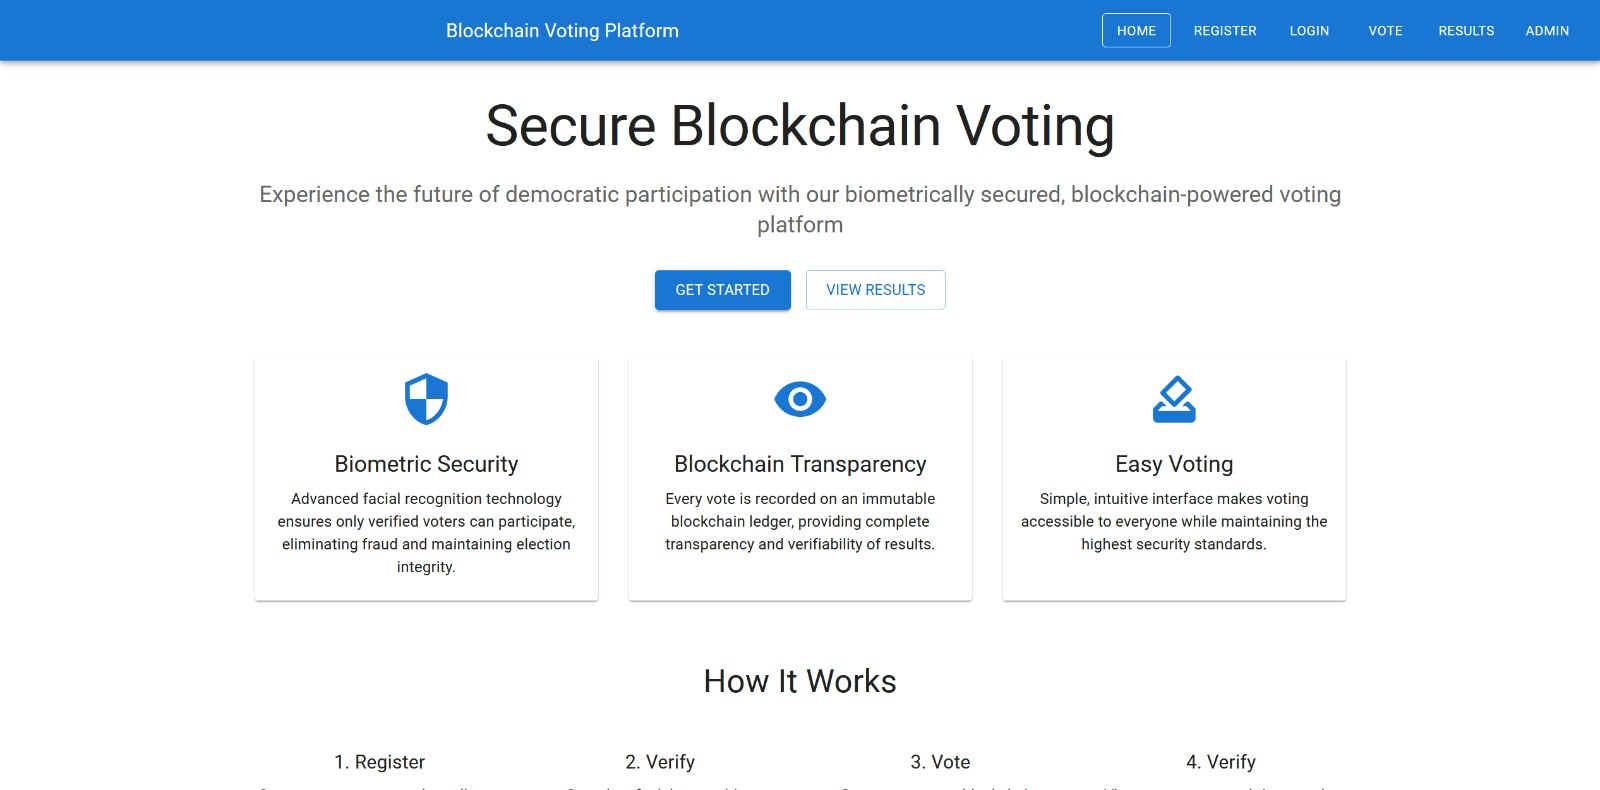 Blockchain Voting Platform
HOME REGISTER LOGIN VOTE RESULTS ADMIN
Secure Blockchain Voting
Experience the future of democratic participation with our biometrically secured, blockchain-powered voting
platform
GET STARTED VIEW RESULTS
Biometric Security
Advanced facial recognition technology
ensures only verified voters can participate,
eliminating fraud and maintaining election
integrity.
Blockchain Transparency
Every vote is recorded on an immutable
blockchain ledger, providing complete
transparency and verifiability of results.
Easy Voting
Simple, intuitive interface makes voting
accessible to everyone while maintaining the
highest security standards.
How It Works
1. Register
2. Verify
3. Vote
4. Verify